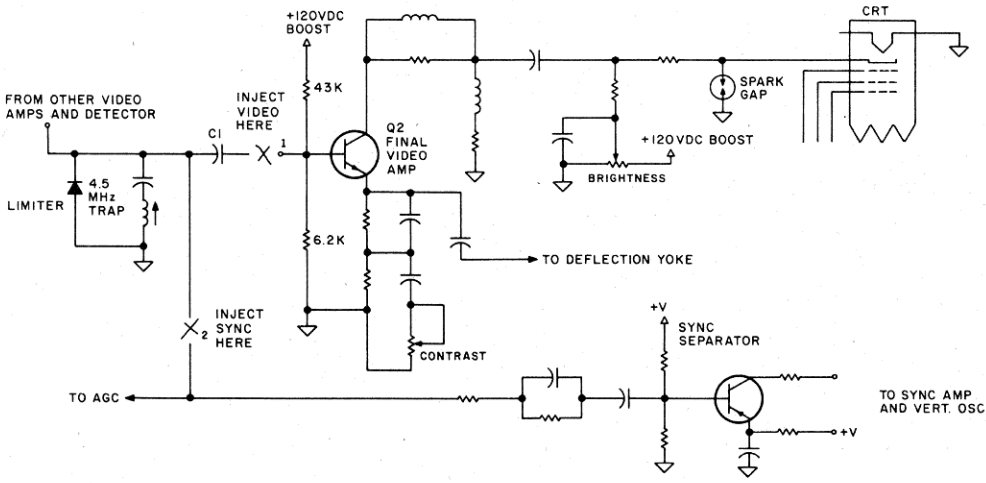 +120VDC
BOOST
CRT
43K
FROM OTHER VIDEO
AMPS AND DETECTOR
INJECT
VIDEO
HERE
C1
1
Q2
FINAL
VIDEO
AMP
SPARK
GAP
+120VDC BOOST
BRIGHTNESS
LIMITER
4.5
MHz
TRAP
6.2K
TO DEFLECTION YOKE
INJECT
SYNC
HERE
2
CONTRAST
+V
SYNC
SEPARATOR
TO AGC
TO SYNC AMP
AND VERT. OSC
+V